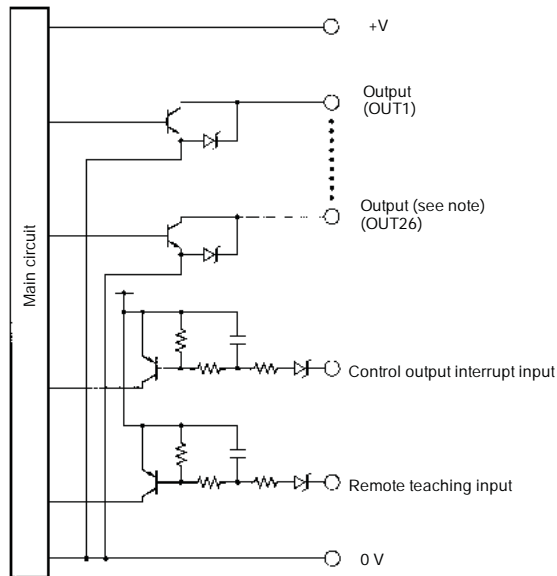 +V
Output
(OUT1)
Output (see note)
(OUT26)
Main circuit
Control output interrupt input
Remote teaching input
0 V